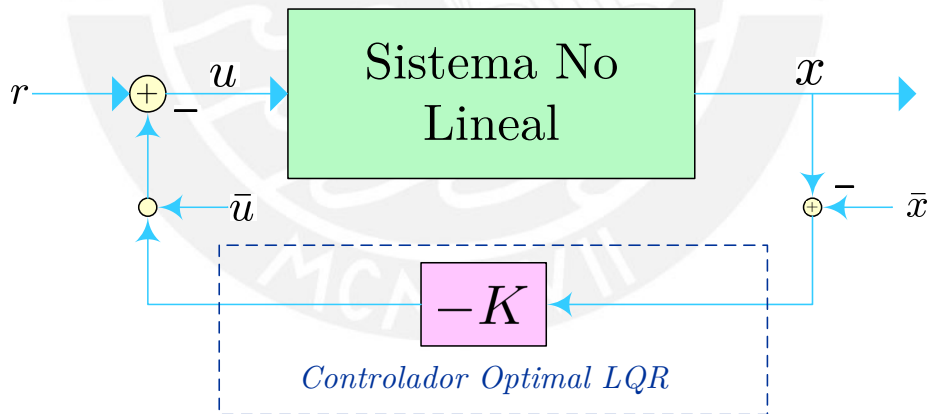 r
+
−
u
Sistema No
Lineal
x
ū
−
+
x̄
−K
Controlador Optimal LQR